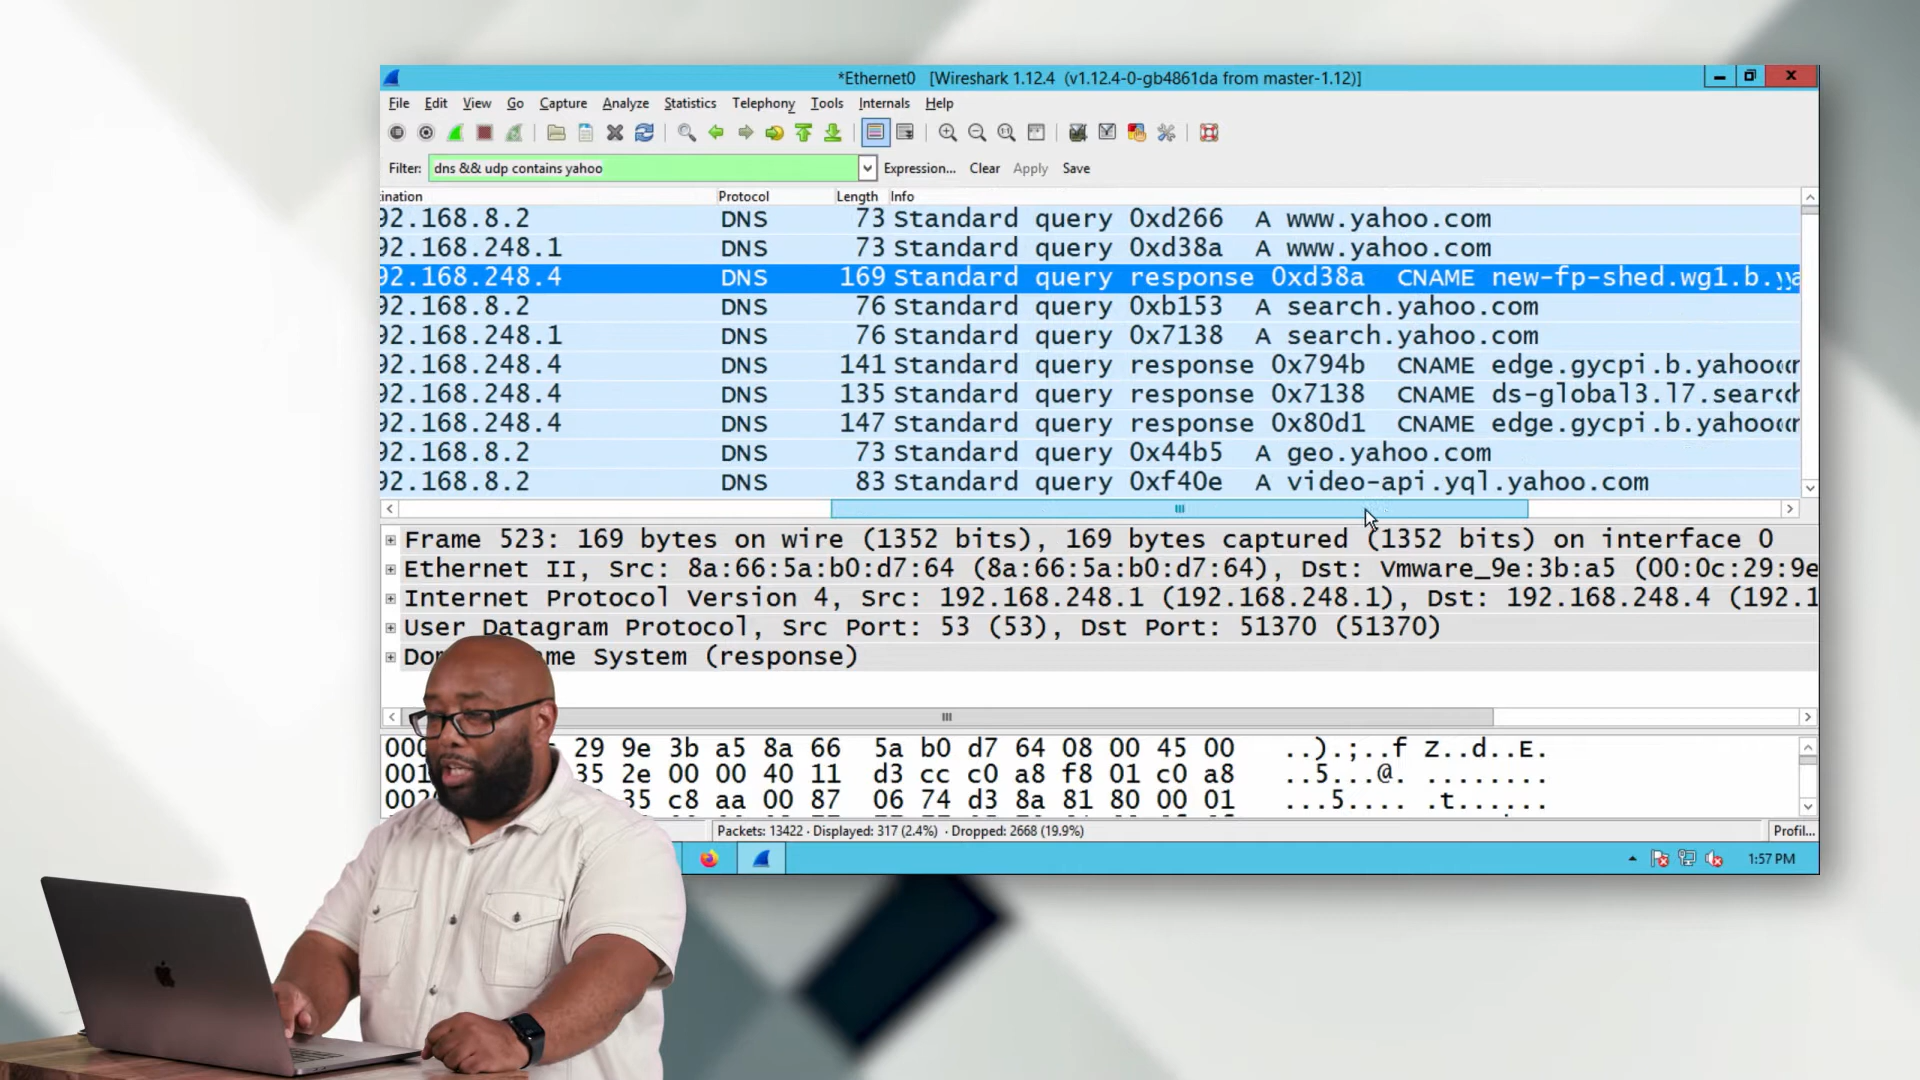 *Ethernet0 [Wireshark 1.12.4 (v1.12.4-0-gb4861da from master-1.12)]
File Edit View Go Capture Analyze Statistics Telephony Tools Internals Help
Filter: dns && udp contains yahoo Expression... Clear Apply Save
ination Protocol Length Info
92.168.8.2 DNS 73 Standard query 0xd266 A www.yahoo.com
92.168.248.1 DNS 73 Standard query 0xd38a A www.yahoo.com
92.168.248.4 DNS 169 Standard query response 0xd38a CNAME new-fp-shed.wg1.b.ya
92.168.8.2 DNS 76 Standard query 0xb153 A search.yahoo.com
92.168.248.1 DNS 76 Standard query 0x7138 A search.yahoo.com
92.168.248.4 DNS 141 Standard query response 0x794b CNAME edge.gycpi.b.yahoo
92.168.248.4 DNS 135 Standard query response 0x7138 CNAME ds-global3.l7.search
92.168.248.4 DNS 147 Standard query response 0x80d1 CNAME edge.gycpi.b.yahoo
92.168.8.2 DNS 73 Standard query 0x44b5 A geo.yahoo.com
92.168.8.2 DNS 83 Standard query 0xf40e A video-api.yql.yahoo.com
Frame 523: 169 bytes on wire (1352 bits), 169 bytes captured (1352 bits) on interface 0
Ethernet II, Src: 8a:66:5a:b0:d7:64 (8a:66:5a:b0:d7:64), Dst: Vmware_9e:3b:a5 (00:0c:29:9e
Internet Protocol Version 4, Src: 192.168.248.1 (192.168.248.1), Dst: 192.168.248.4 (192.1
User Datagram Protocol, Src Port: 53 (53), Dst Port: 51370 (51370)
Do me System (response)
000 29 9e 3b a5 8a 66 5a b0 d7 64 08 00 45 00 ..).;..f Z..d..E.
001 35 2e 00 00 40 11 d3 cc c0 a8 f8 01 c0 a8 ..5...@. ........
002 35 c8 aa 00 87 06 74 d3 8a 81 80 00 01 ...5.... .t......
Packets: 13422 · Displayed: 317 (2.4%) · Dropped: 2668 (19.9%) Profil...
1:57 PM